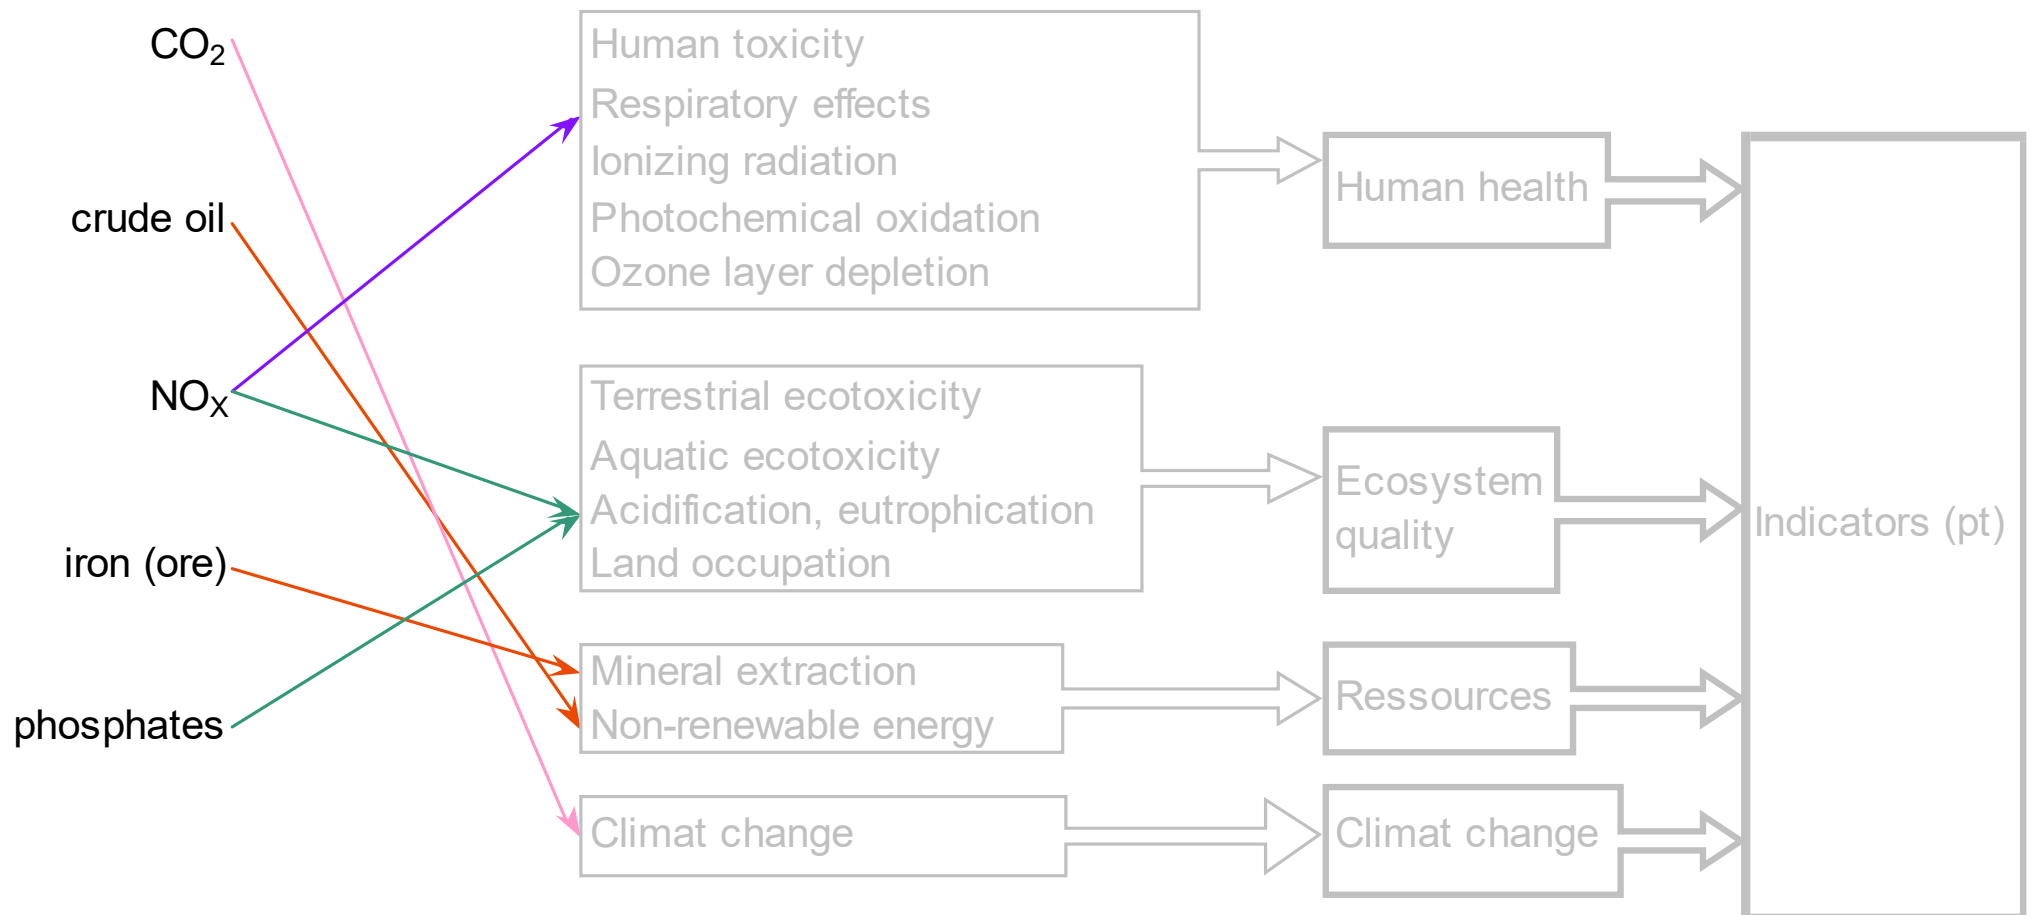 CO₂
crude oil
NOₓ
iron (ore)
phosphates
Human toxicity
Respiratory effects
Ionizing radiation
Photochemical oxidation
Ozone layer depletion
Terrestrial ecotoxicity
Aquatic ecotoxicity
Acidification, eutrophication
Land occupation
Mineral extraction
Non-renewable energy
Climat change
Human health
Ecosystem
quality
Ressources
Climat change
Indicators (pt)